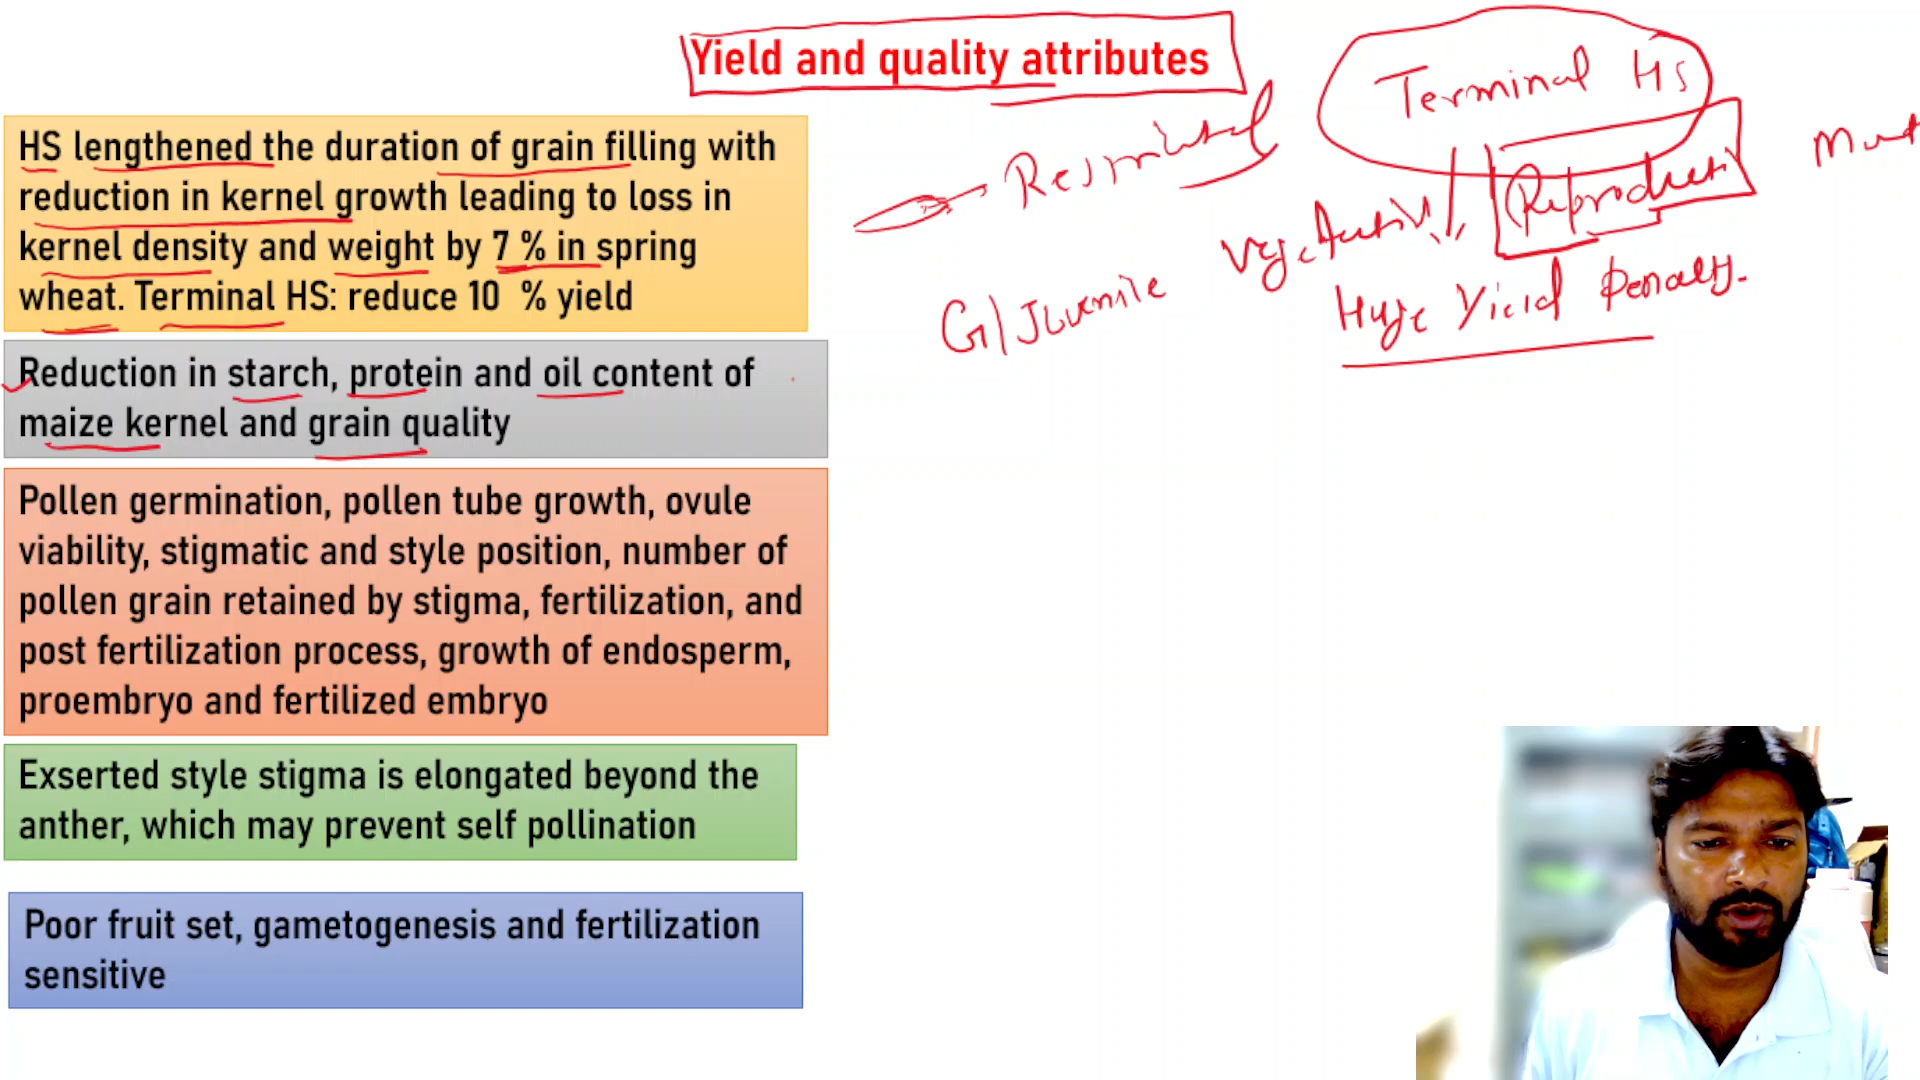 Yield and quality attributes
HS lengthened the duration of grain filling with
reduction in kernel growth leading to loss in
kernel density and weight by 7 % in spring
wheat. Terminal HS: reduce 10 % yield
Reduction in starch, protein and oil content of
maize kernel and grain quality
Pollen germination, pollen tube growth, ovule
viability, stigmatic and style position, number of
pollen grain retained by stigma, fertilization, and
post fertilization process, growth of endosperm,
proembryo and fertilized embryo
Exserted style stigma is elongated beyond the
anther, which may prevent self pollination
Poor fruit set, gametogenesis and fertilization
sensitive
Terminal HS
G/Juvenile
Huge Yield Penalty.